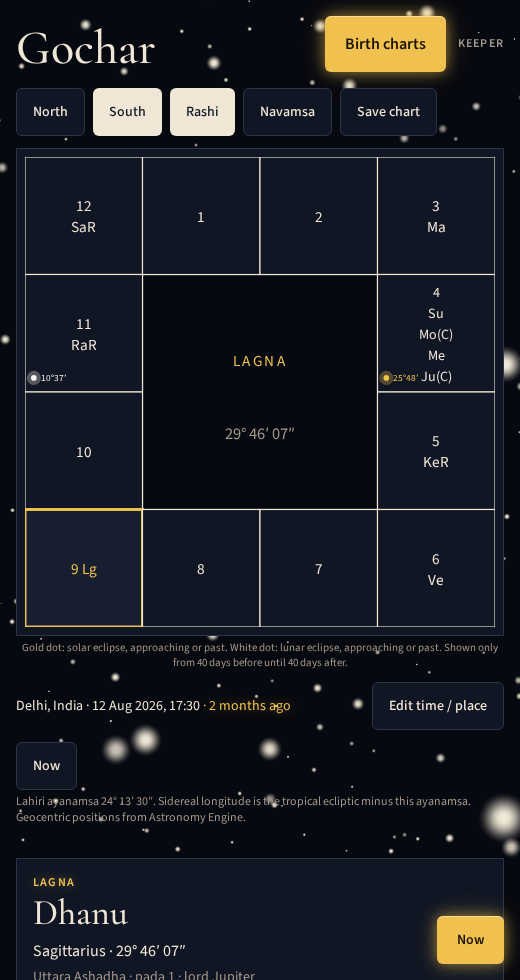 Gochar
Birth charts
KEEPER
North
South
Rashi
Navamsa
Save chart
12
SaR
1
2
3
Ma
11
RaR
10°37′
LAGNA
29° 46′ 07″
4
Su
Mo(C)
Me
Ju(C)
25°48′
10
5
KeR
9 Lg
8
7
6
Ve
Gold dot: solar eclipse, approaching or past. White dot: lunar eclipse, approaching or past. Shown only
from 40 days before until 40 days after.
Delhi, India · 12 Aug 2026, 17:30 · 2 months ago
Edit time / place
Now
Lahiri ayanamsa 24° 13′ 30″. Sidereal longitude is the tropical ecliptic minus this ayanamsa.
Geocentric positions from Astronomy Engine.
LAGNA
Dhanu
Sagittarius · 29° 46′ 07″
Now
Uttara Ashadha · pada 1 · lord Jupiter